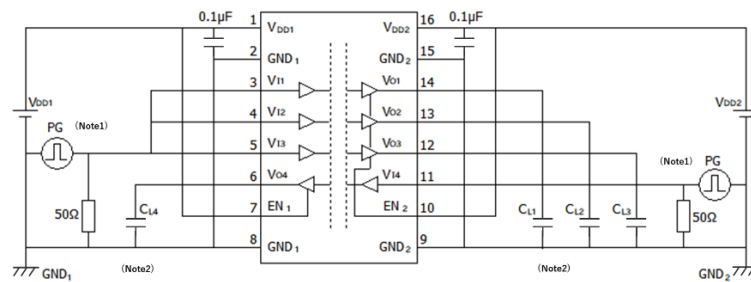 0.1μF
1
VDD1
VDD2
16
0.1μF
2
GND1
GND2
15
3
VI1
VO1
14
4
VI2
VO2
13
5
VI3
VO3
12
6
VO4
VI4
11
7
EN1
EN2
10
8
GND1
GND2
9
VDD1
PG
(Note1)
50Ω
CL4
GND1
(Note2)
VDD2
(Note1)
PG
CL1
CL2
CL3
50Ω
(Note2)
GND2